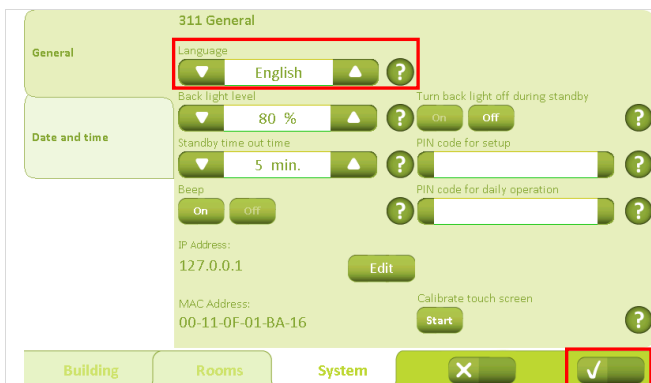 311 General
General
Date and time
Language
English
?
Back light level
80 %
?
Turn back light off during standby
On Off
?
Standby time out time
5 min.
?
PIN code for setup
?
Beep
On Off
?
PIN code for daily operation
?
IP Address:
127.0.0.1
Edit
MAC Address:
00-11-0F-01-BA-16
Calibrate touch screen
Start
?
Building Rooms System